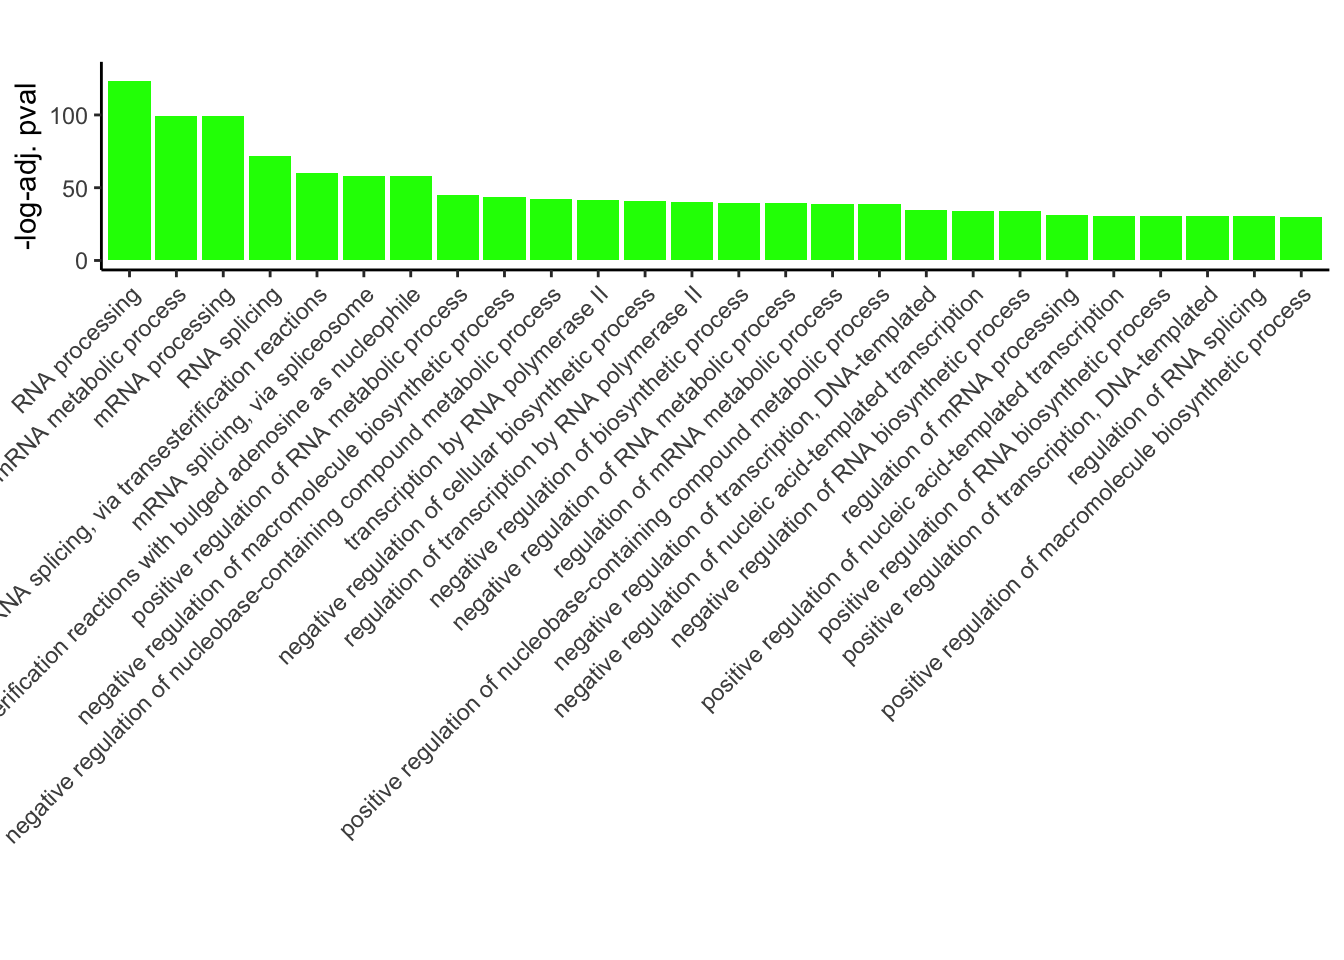 -log-adj. pval
100
50
0
RNA processing
mRNA metabolic process
mRNA processing
RNA splicing
splicing, via transesterification reactions
mRNA splicing, via spliceosome
reactions with bulged adenosine as nucleophile
positive regulation of RNA metabolic process
negative regulation of macromolecule biosynthetic process
negative regulation of nucleobase-containing compound metabolic process
transcription by RNA polymerase II
negative regulation of cellular biosynthetic process
regulation of transcription by RNA polymerase II
negative regulation of biosynthetic process
negative regulation of RNA metabolic process
regulation of mRNA metabolic process
positive regulation of nucleobase-containing compound metabolic process
negative regulation of transcription, DNA-templated
negative regulation of nucleic acid-templated transcription
negative regulation of RNA biosynthetic process
regulation of mRNA processing
positive regulation of nucleic acid-templated transcription
positive regulation of RNA biosynthetic process
positive regulation of transcription, DNA-templated
regulation of RNA splicing
positive regulation of macromolecule biosynthetic process